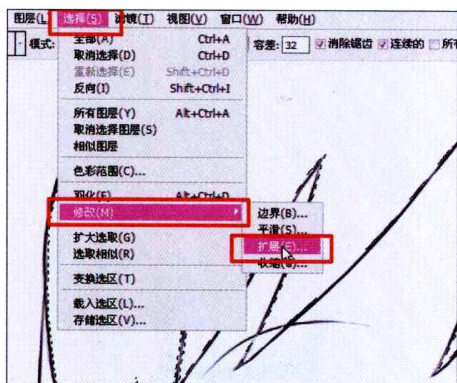 图层(L 选择(S) 滤镜(T) 视图(V) 窗口(W) 帮助(H)
模式: 容差: 32 消除锯齿 连续的 所有
全部(A) Ctrl+A
取消选择(D) Ctrl+D
重新选择(E) Shift+Ctrl+D
反向(I) Shift+Ctrl+I
所有图层(Y) Alt+Ctrl+A
取消选择图层(S)
相似图层
色彩范围(C)...
羽化(F) Alt+Ctrl+D
修改(M)
边界(B)...
平滑(S)...
扩展(E)...
收缩(C)...
扩大选取(G)
选取相似(R)
变换选区(T)
载入选区(L)...
存储选区(V)...